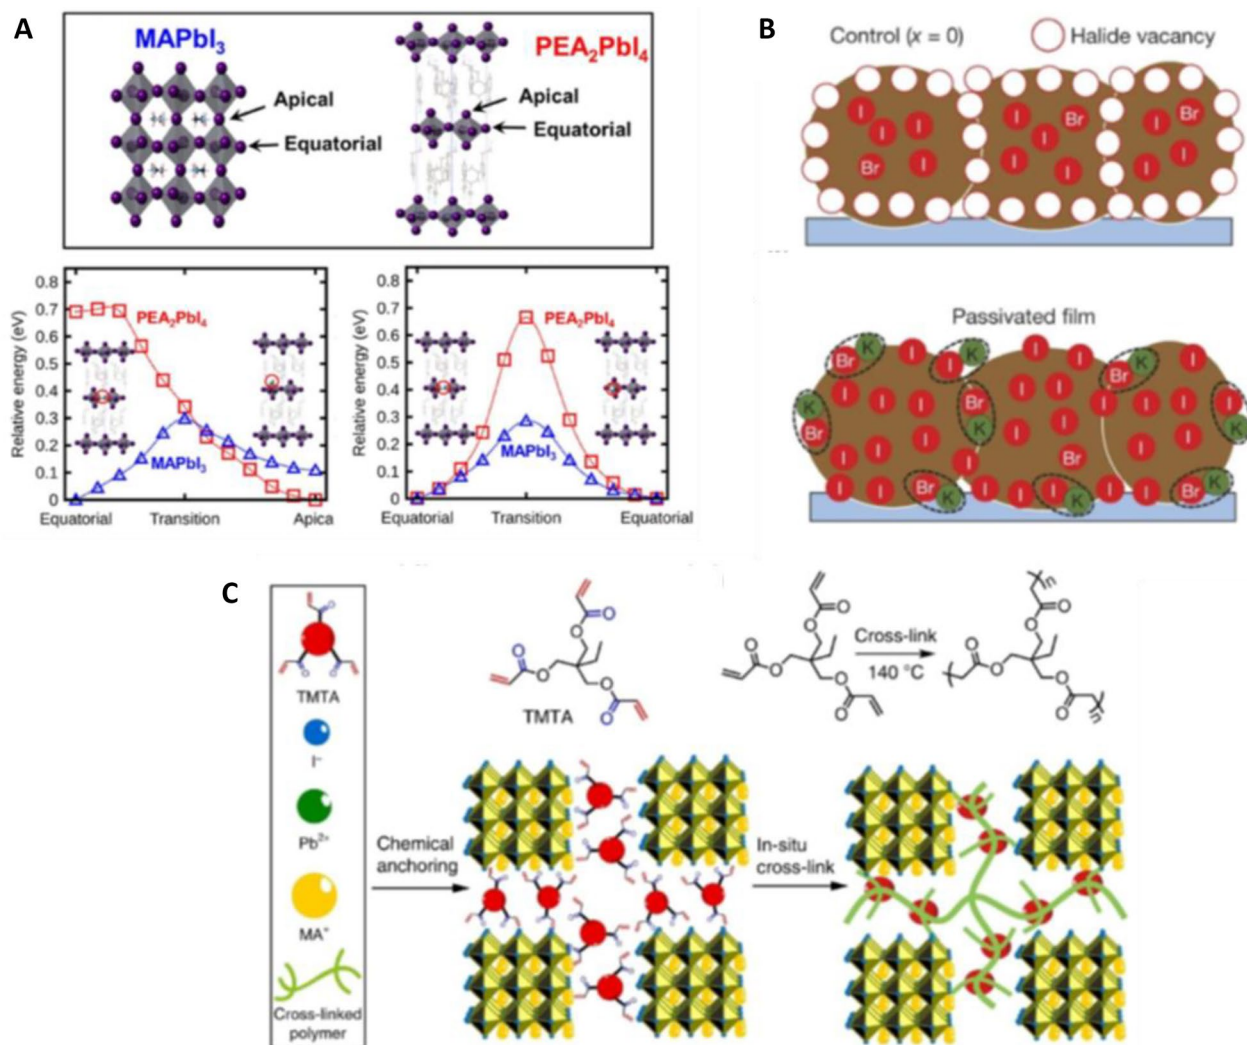 A
MAPbI3
PEA2PbI4
Apical
Equatorial
Apical
Equatorial
Relative energy (eV)
0.8
0.7
0.6
0.5
0.4
0.3
0.2
0.1
0
PEA2PbI4
MAPbI3
Equatorial Transition Apica
Relative energy (eV)
0.8
0.7
0.6
0.5
0.4
0.3
0.2
0.1
0
PEA2PbI4
MAPbI3
Equatorial Transition Equatorial
B
Control (x = 0)
Halide vacancy
I I I Br I
I Br I I I
I Br I I
Passivated film
Br K I I K I I Br K I
K Br I I I Br K I I I I I I K
I I I I Br I
I I Br K I I I K I I Br K
C
TMTA
I−
Pb2+
MA+
Cross-linked
polymer
O O O O O O
TMTA
O O O O O O
Cross-link
140 °C
O O O O O O
n
n
Chemical
anchoring
In-situ
cross-link